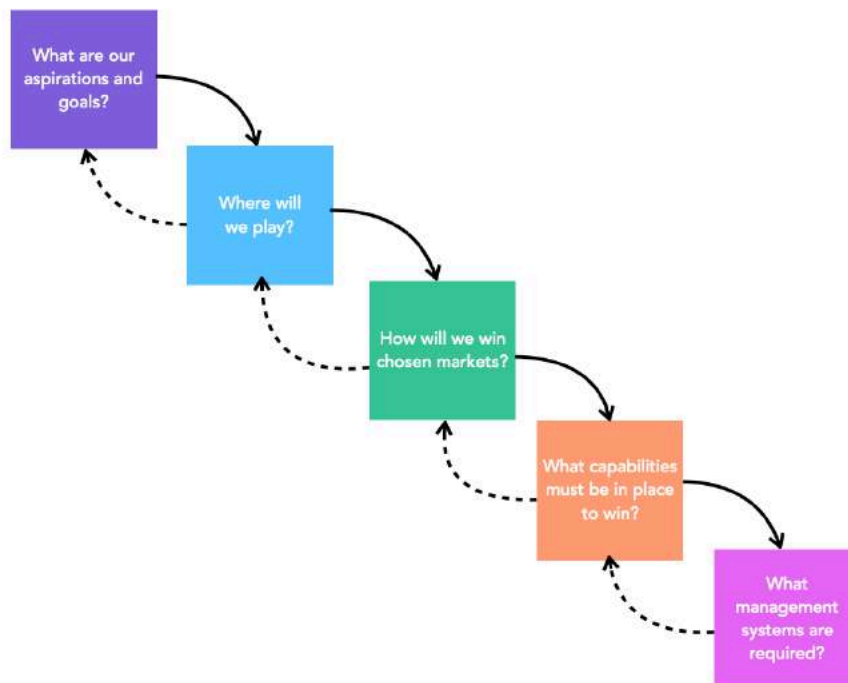 What are our
aspirations and
goals?
Where will
we play?
How will we win
chosen markets?
What capabilities
must be in place
to win?
What
management
systems are
required?